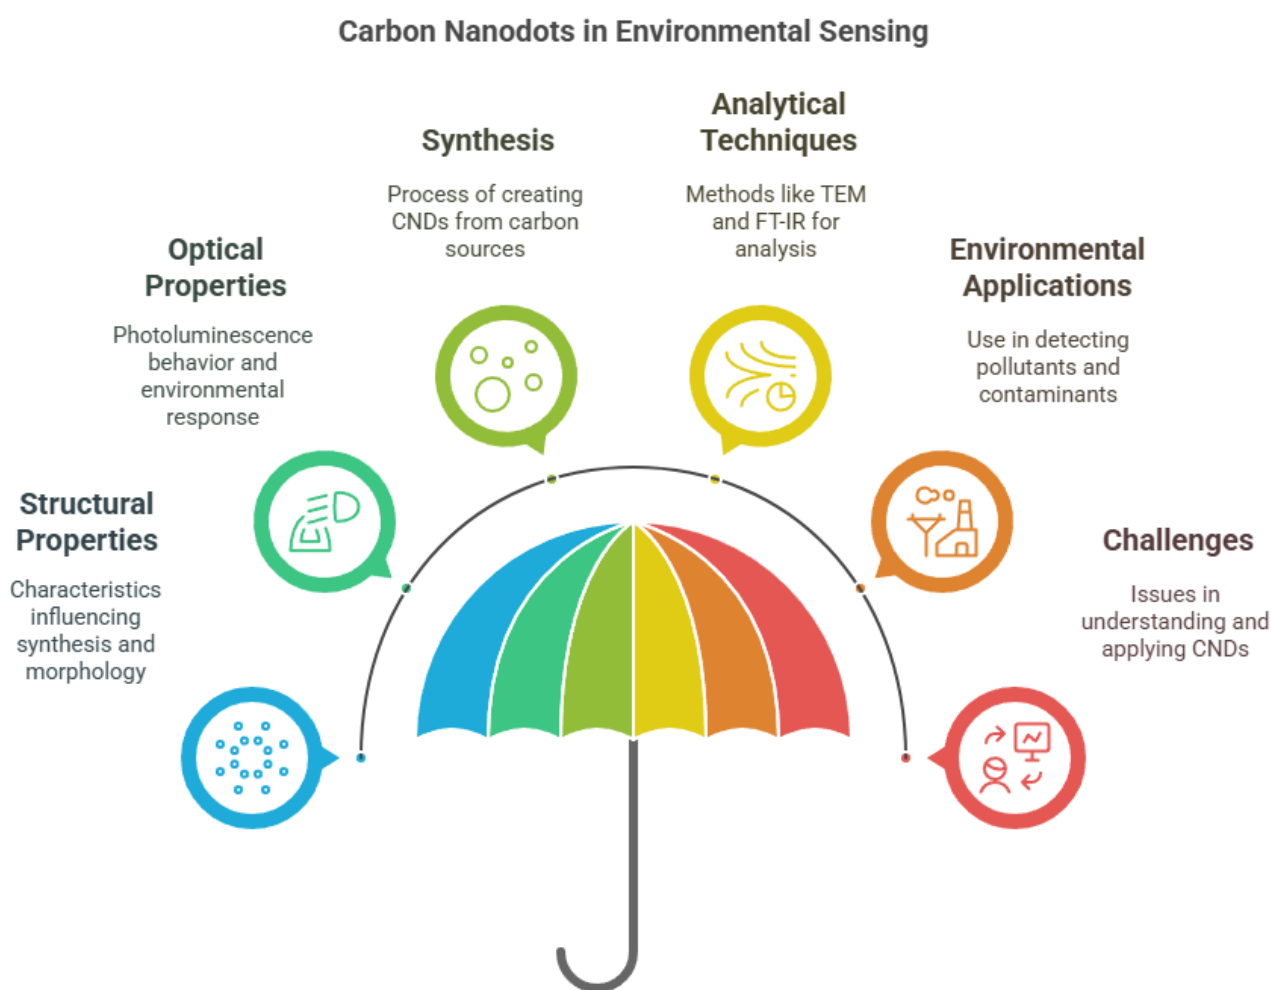 Carbon Nanodots in Environmental Sensing
Structural
Properties
Characteristics
influencing
synthesis and
morphology
Optical
Properties
Photoluminescence
behavior and
environmental
response
Synthesis
Process of creating
CNDs from carbon
sources
Analytical
Techniques
Methods like TEM
and FT-IR for
analysis
Environmental
Applications
Use in detecting
pollutants and
contaminants
Challenges
Issues in
understanding and
applying CNDs